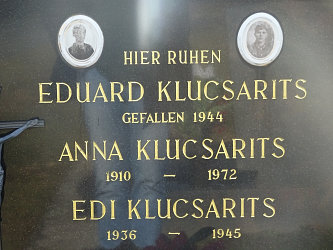 HIER RUHEN
EDUARD KLUCSARITS
GEFALLEN 1944
ANNA KLUCSARITS
1910 — 1972
EDI KLUCSARITS
1936 — 1945